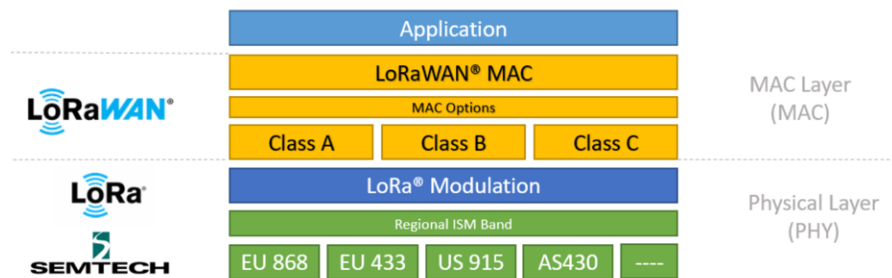 Application
LoRaWAN® MAC
MAC Options
Class A Class B Class C
LoRaWAN®
MAC Layer
(MAC)
LoRa® Modulation
Regional ISM Band
EU 868 EU 433 US 915 AS430 ----
LoRa®
SEMTECH
Physical Layer
(PHY)